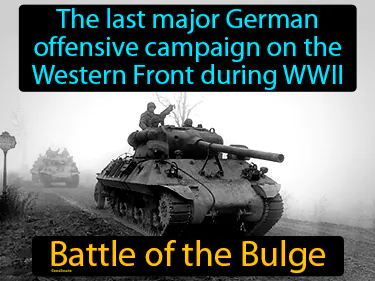 The last major German
offensive campaign on the
Western Front during WWII
Battle of the Bulge